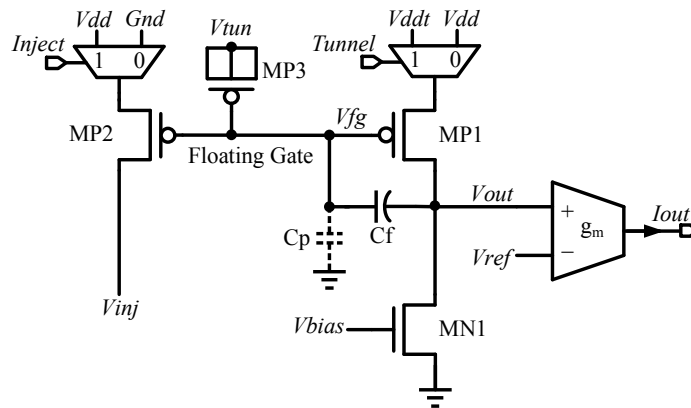 Vdd Gnd
Vddt Vdd
Inject
Vtun
Tunnel
1 0
1 0
MP3
MP2
Vfg
MP1
Floating Gate
Vout
Iout
+
gm
Cp
Cf
Vref
−
Vinj
Vbias
MN1